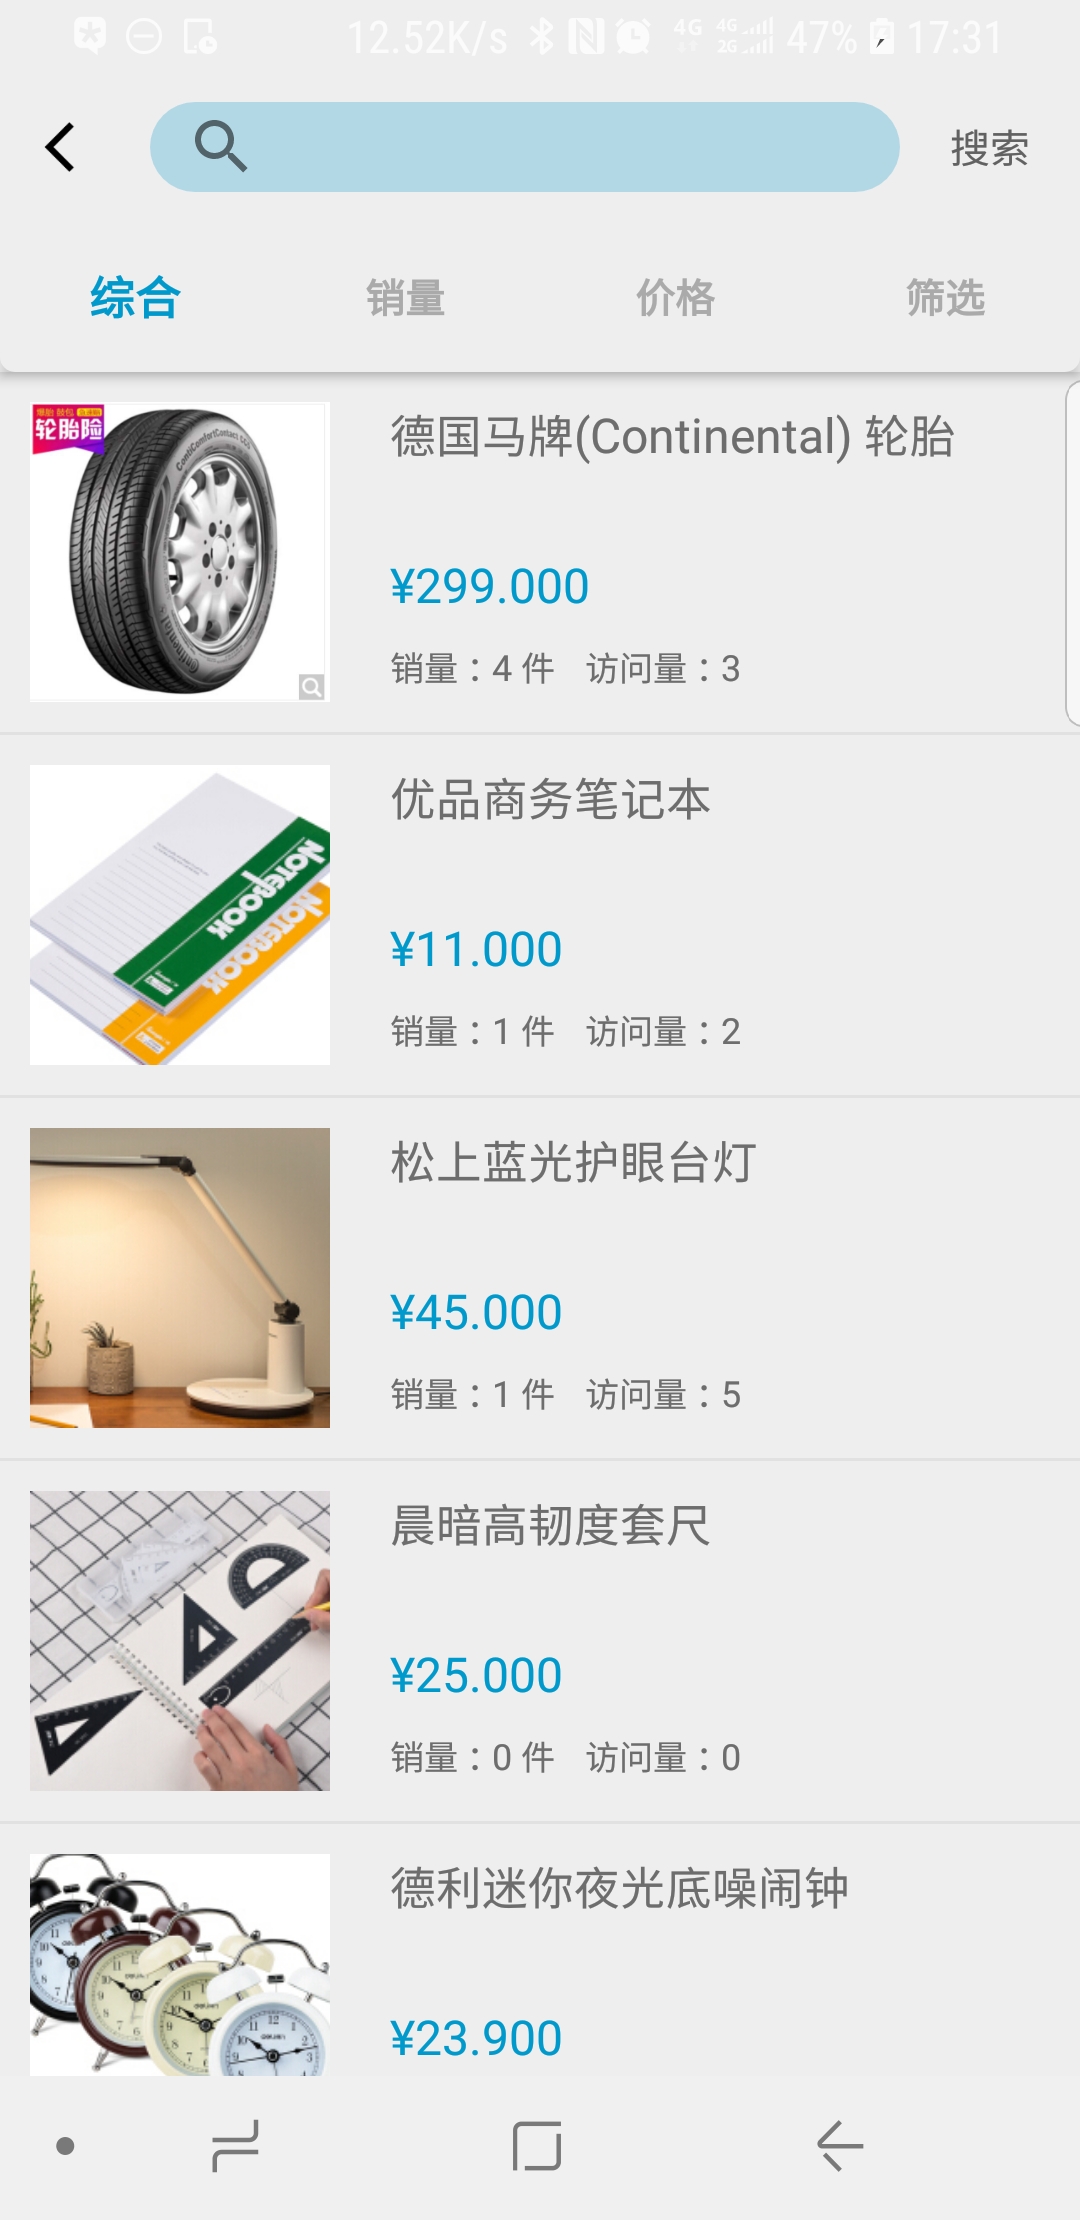 12.52K/s 4G 4G 2G 47% 17:31
搜索
综合 销量 价格 筛选
轮胎险
德国马牌(Continental) 轮胎
¥299.000
销量：4 件 访问量：3
优品商务笔记本
NOTEBOOK
NOTEBOOK
¥11.000
销量：1 件 访问量：2
松上蓝光护眼台灯
¥45.000
销量：1 件 访问量：5
晨暗高韧度套尺
¥25.000
销量：0 件 访问量：0
德利迷你夜光底噪闹钟
¥23.900